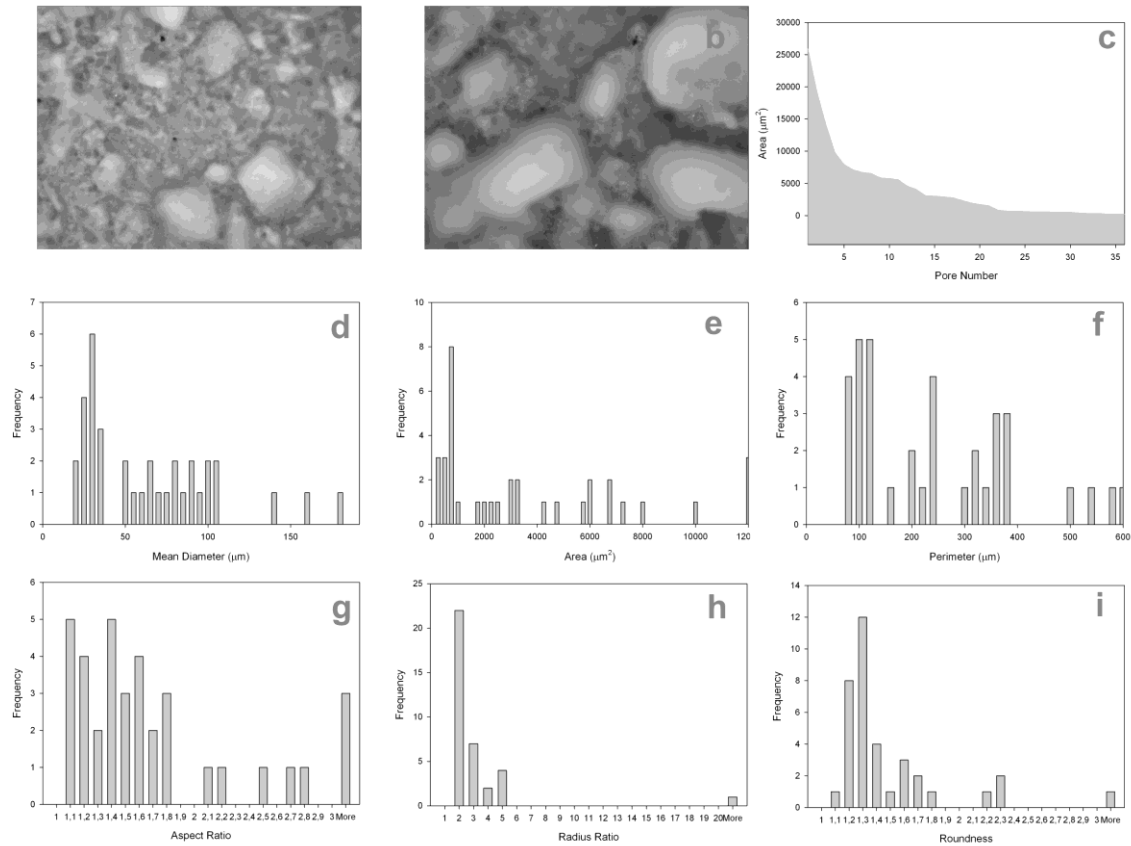 b
c
30000
25000
20000
15000
10000
5000
0
Area (μm²)
5 10 15 20 25 30 35
Pore Number
d
7
6
5
4
3
2
1
0
Frequency
0 50 100 150
Mean Diameter (μm)
e
10
8
6
4
2
0
Frequency
0 2000 4000 6000 8000 10000 12000
Area (μm²)
f
6
5
4
3
2
1
0
Frequency
0 100 200 300 400 500 600
Perimeter (μm)
g
6
5
4
3
2
1
0
Frequency
1 1,1 1,2 1,3 1,4 1,5 1,6 1,7 1,8 1,9 2 2,1 2,2 2,3 2,4 2,5 2,6 2,7 2,8 2,9 3 More
Aspect Ratio
h
25
20
15
10
5
0
Frequency
1 2 3 4 5 6 7 8 9 10 11 12 13 14 15 16 17 18 19 20 More
Radius Ratio
i
14
12
10
8
6
4
2
0
Frequency
1 1,1 1,2 1,3 1,4 1,5 1,6 1,7 1,8 1,9 2 2,1 2,2 2,3 2,4 2,5 2,6 2,7 2,8 2,9 3 More
Roundness